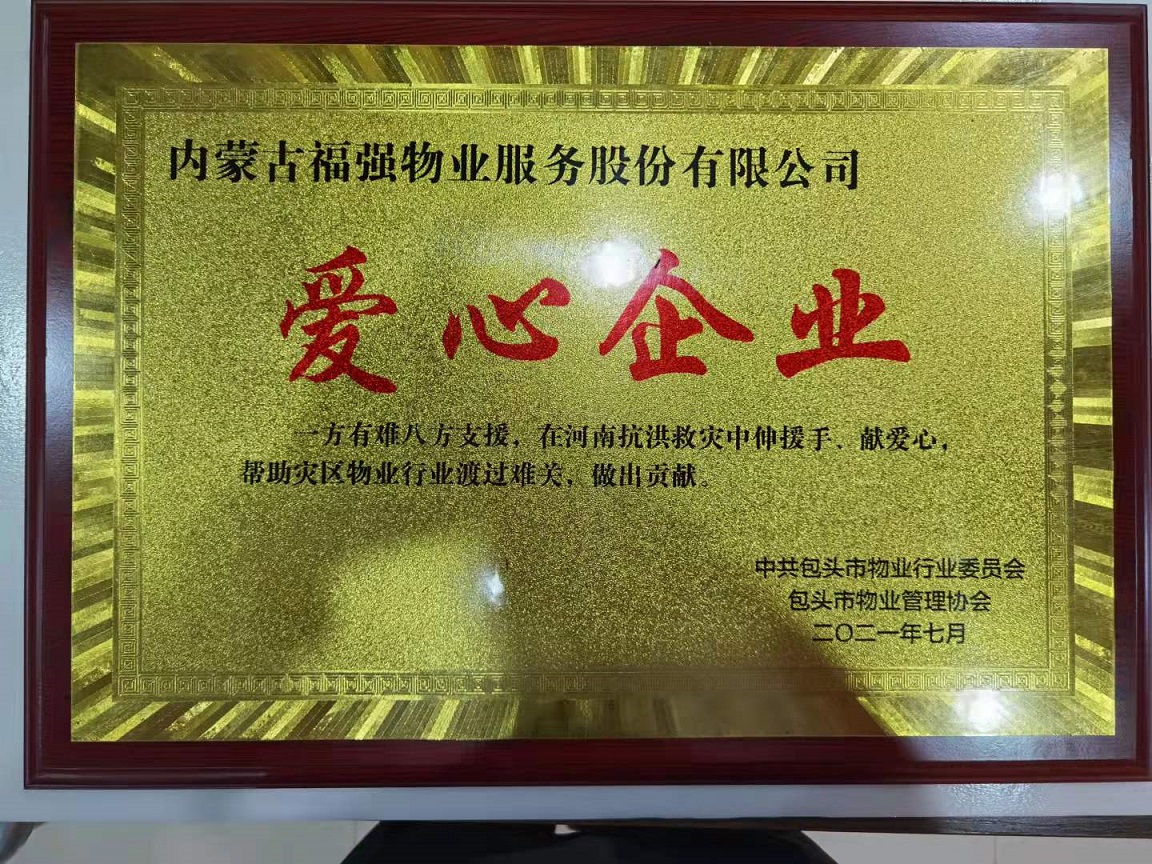 内蒙古福强物业服务股份有限公司
爱心企业
一方有难八方支援，在河南抗洪救灾中伸援手、献爱心，
帮助灾区物业行业渡过难关，做出贡献。
中共包头市物业行业委员会
包头市物业管理协会
二〇二一年七月